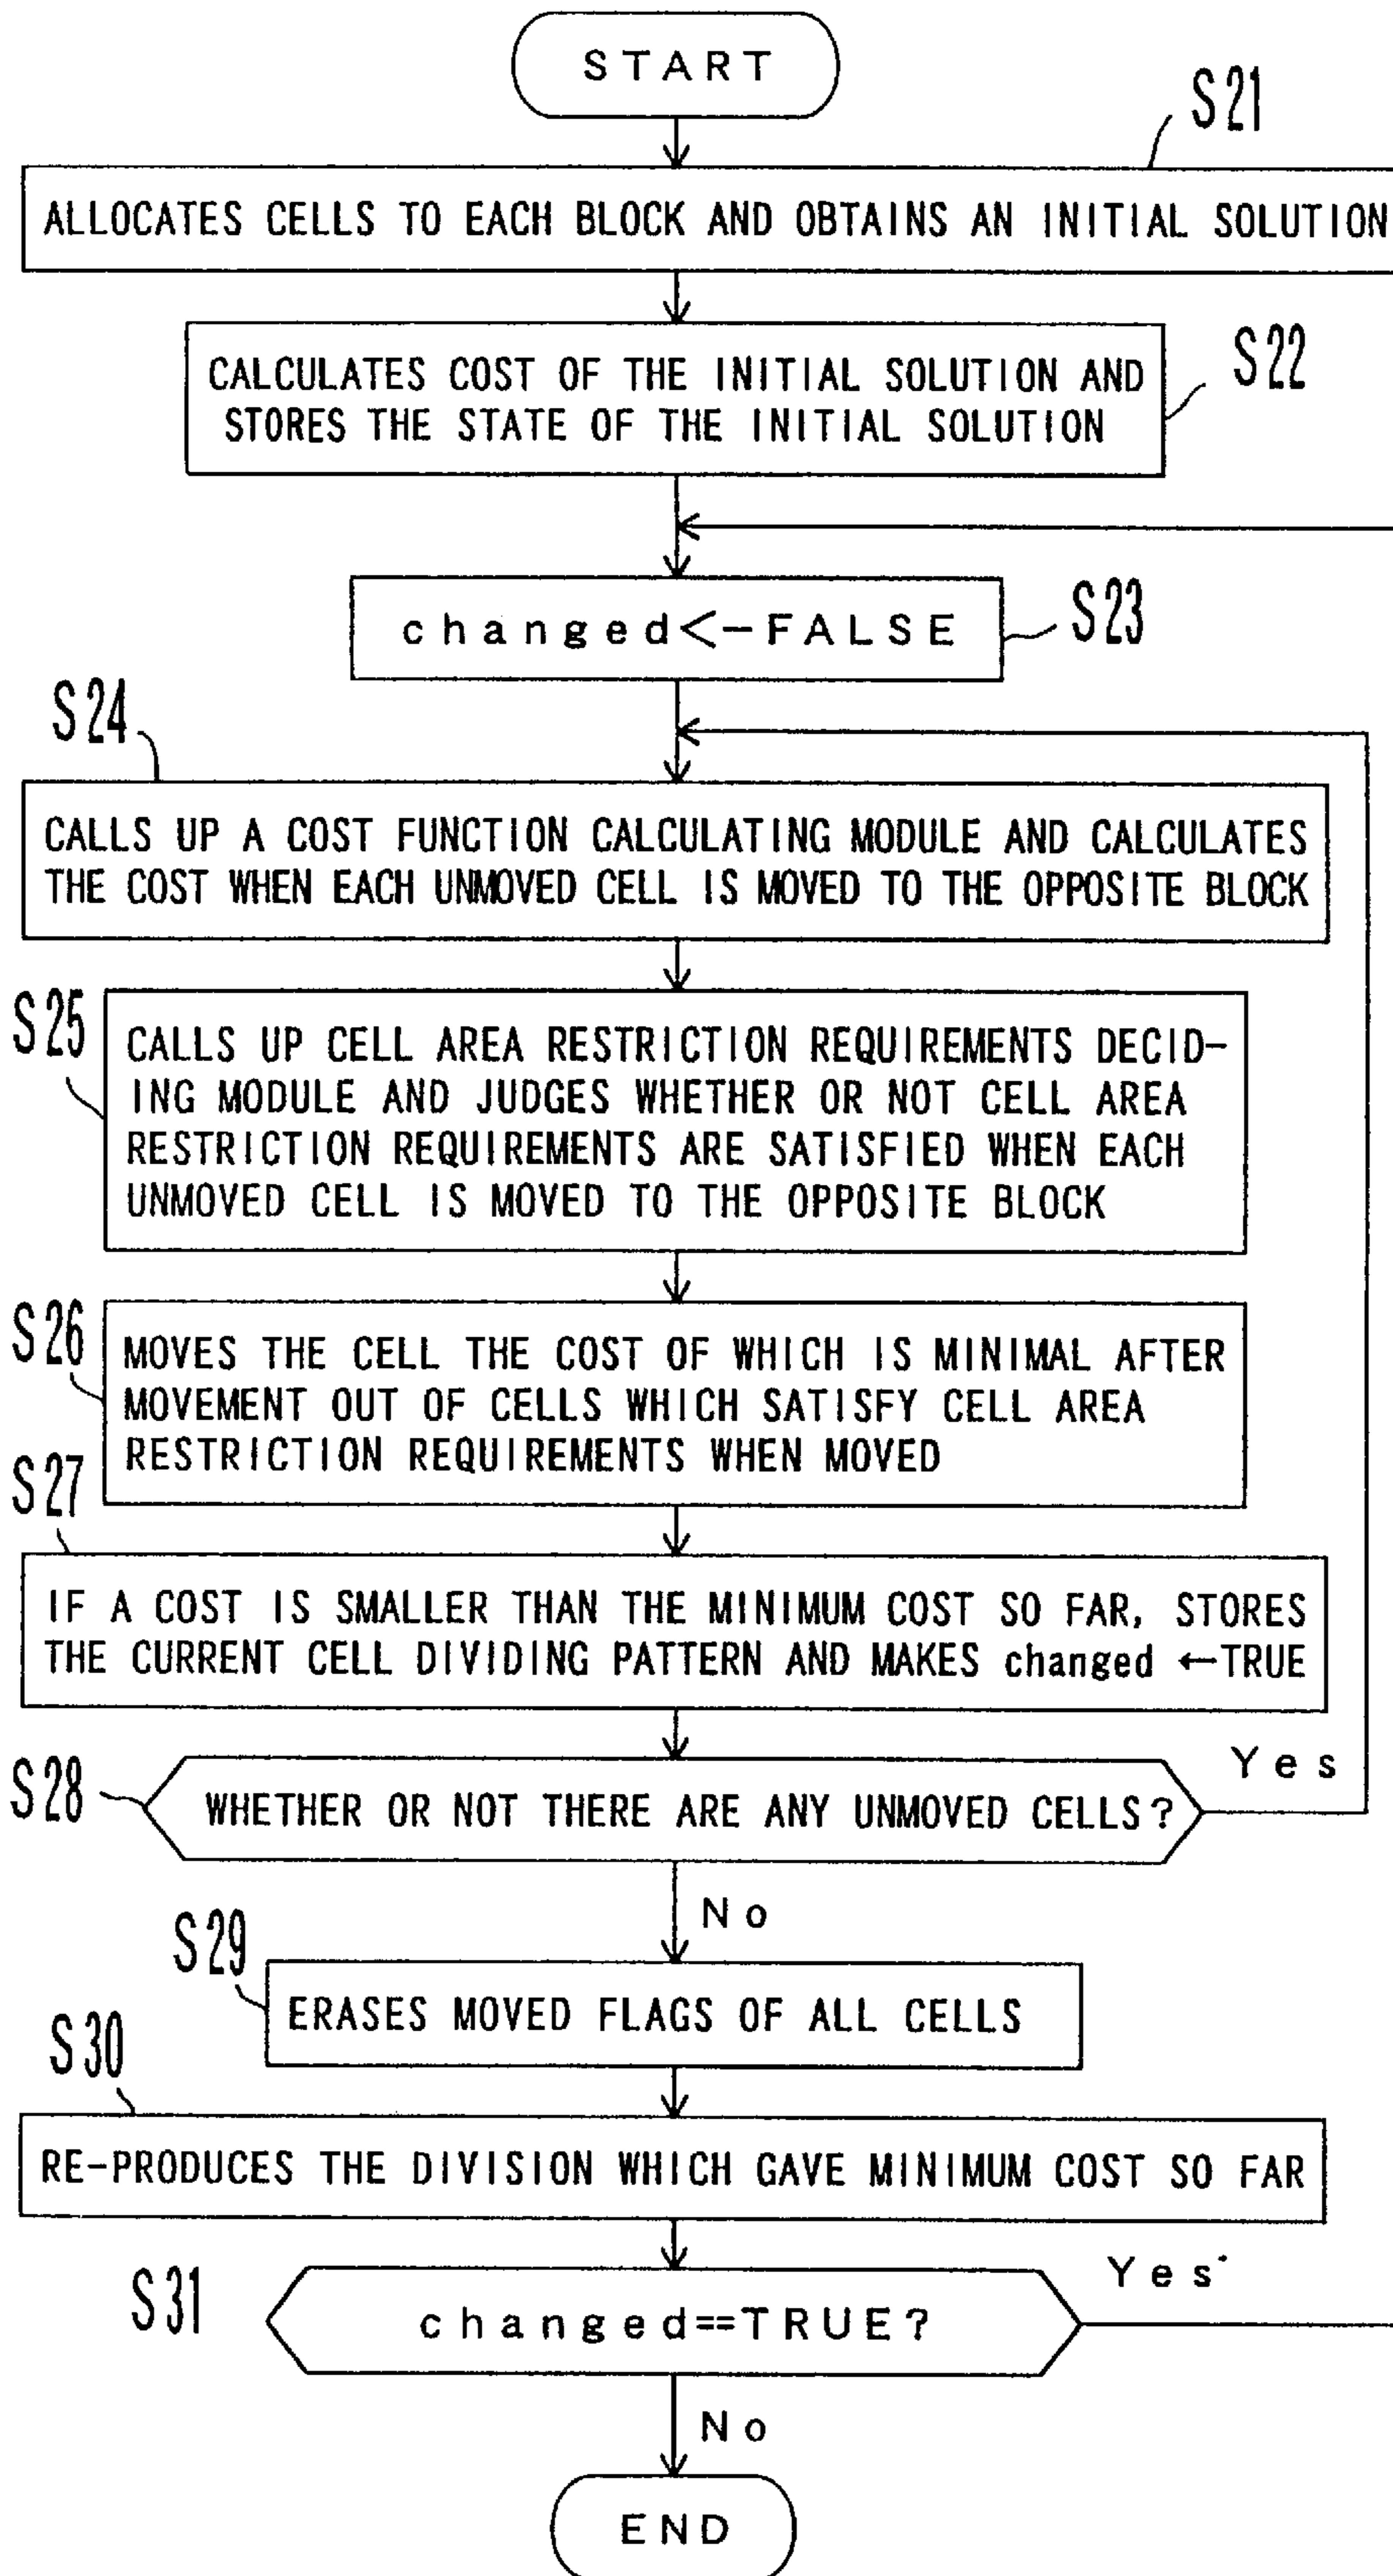 START
S21
ALLOCATES CELLS TO EACH BLOCK AND OBTAINS AN INITIAL SOLUTION
S22
CALCULATES COST OF THE INITIAL SOLUTION AND
STORES THE STATE OF THE INITIAL SOLUTION
changed<-FALSE
S23
S24
CALLS UP A COST FUNCTION CALCULATING MODULE AND CALCULATES
THE COST WHEN EACH UNMOVED CELL IS MOVED TO THE OPPOSITE BLOCK
S25
CALLS UP CELL AREA RESTRICTION REQUIREMENTS DECID-
ING MODULE AND JUDGES WHETHER OR NOT CELL AREA
RESTRICTION REQUIREMENTS ARE SATISFIED WHEN EACH
UNMOVED CELL IS MOVED TO THE OPPOSITE BLOCK
S26
MOVES THE CELL THE COST OF WHICH IS MINIMAL AFTER
MOVEMENT OUT OF CELLS WHICH SATISFY CELL AREA
RESTRICTION REQUIREMENTS WHEN MOVED
S27
IF A COST IS SMALLER THAN THE MINIMUM COST SO FAR, STORES
THE CURRENT CELL DIVIDING PATTERN AND MAKES changed ←TRUE
S28
WHETHER OR NOT THERE ARE ANY UNMOVED CELLS?
Yes
No
S29
ERASES MOVED FLAGS OF ALL CELLS
S30
RE-PRODUCES THE DIVISION WHICH GAVE MINIMUM COST SO FAR
S31
changed==TRUE?
Yes
No
END